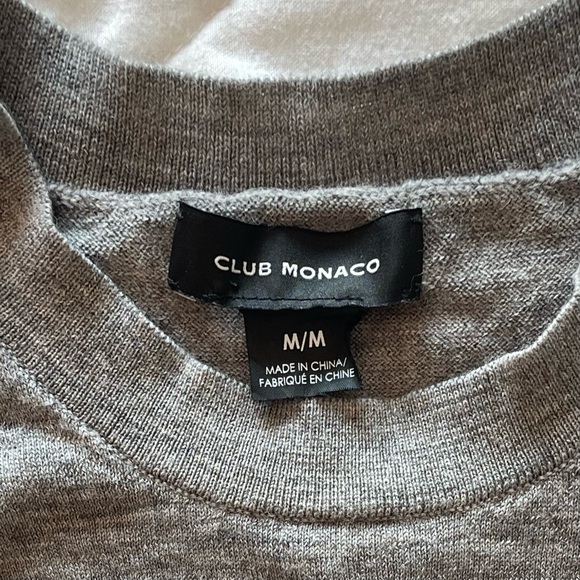 CLUB MONACO
M/M
MADE IN CHINA/
FABRIQUÉ EN CHINE